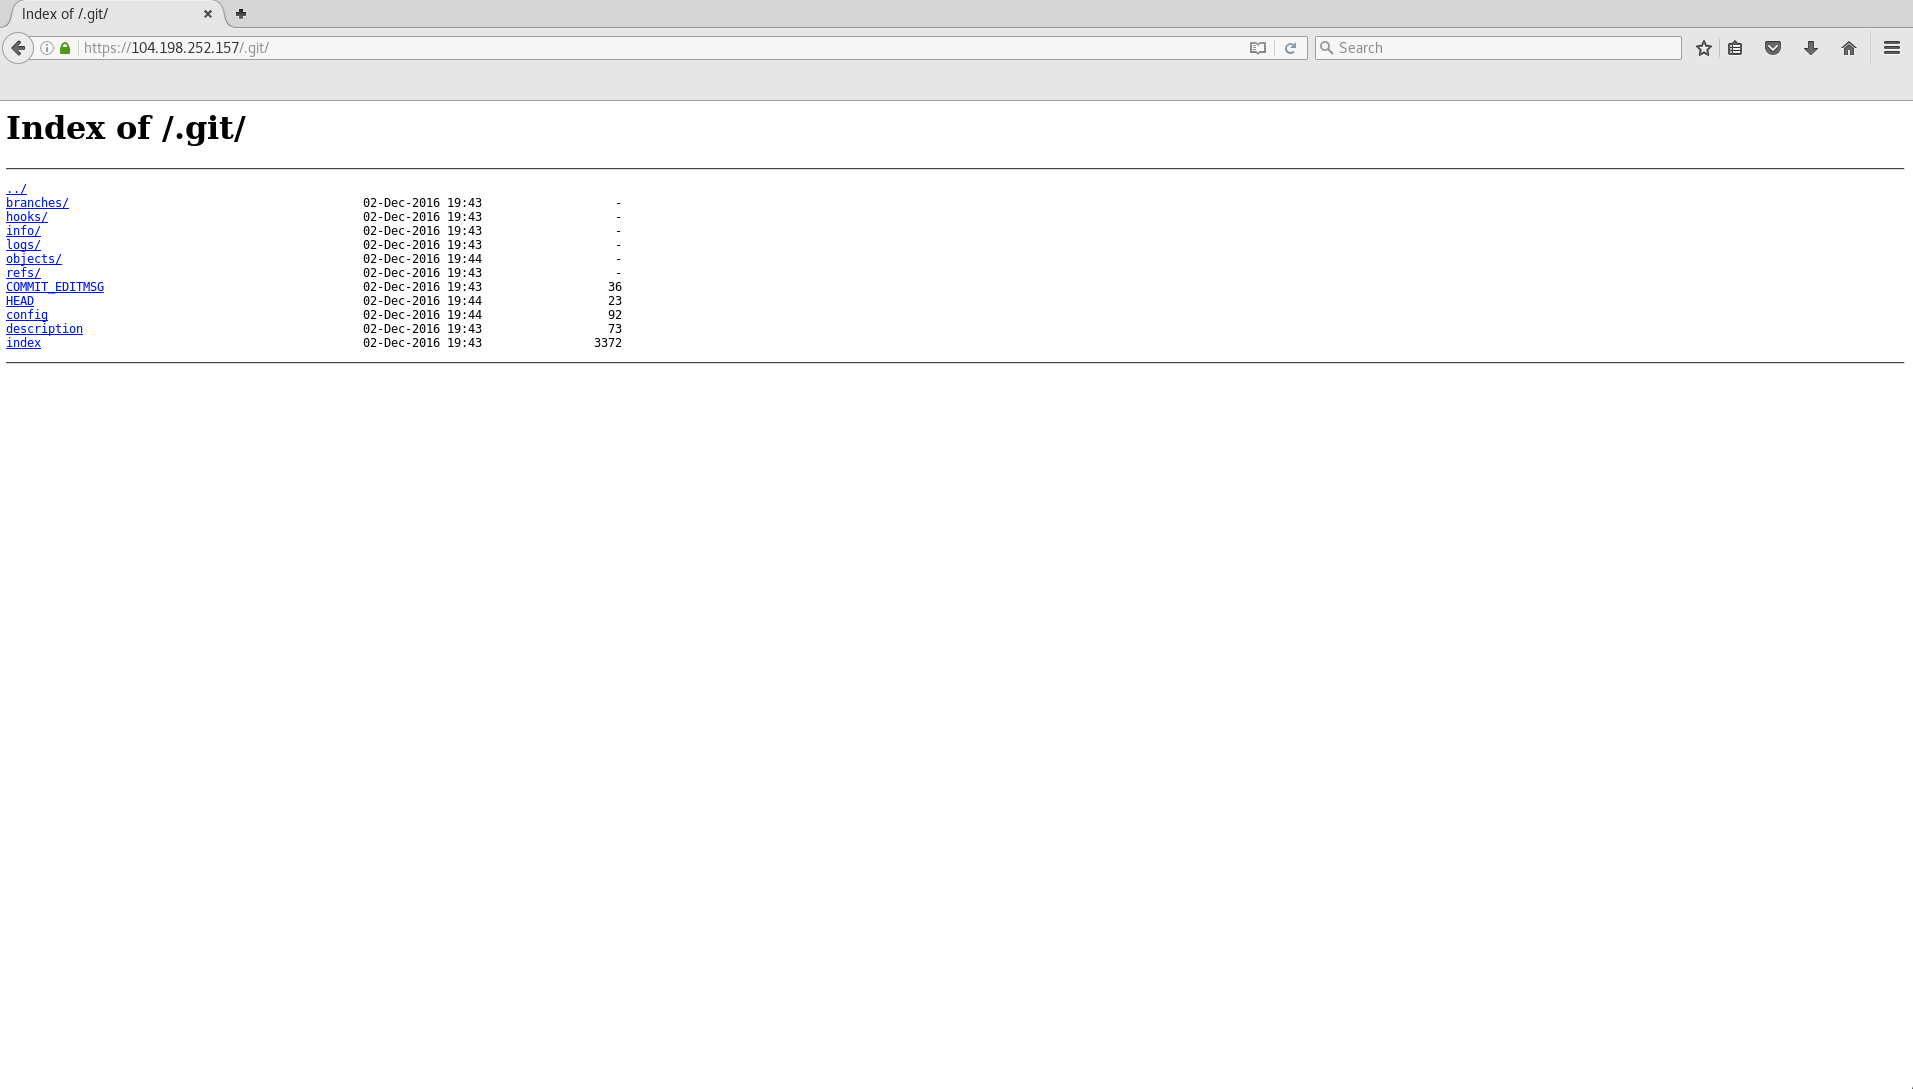 Index of /.git/
https://104.198.252.157/.git/
Search
Index of /.git/
../
branches/ 02-Dec-2016 19:43 -
hooks/ 02-Dec-2016 19:43 -
info/ 02-Dec-2016 19:43 -
logs/ 02-Dec-2016 19:43 -
objects/ 02-Dec-2016 19:44 -
refs/ 02-Dec-2016 19:43 -
COMMIT_EDITMSG 02-Dec-2016 19:43 36
HEAD 02-Dec-2016 19:44 23
config 02-Dec-2016 19:44 92
description 02-Dec-2016 19:43 73
index 02-Dec-2016 19:43 3372